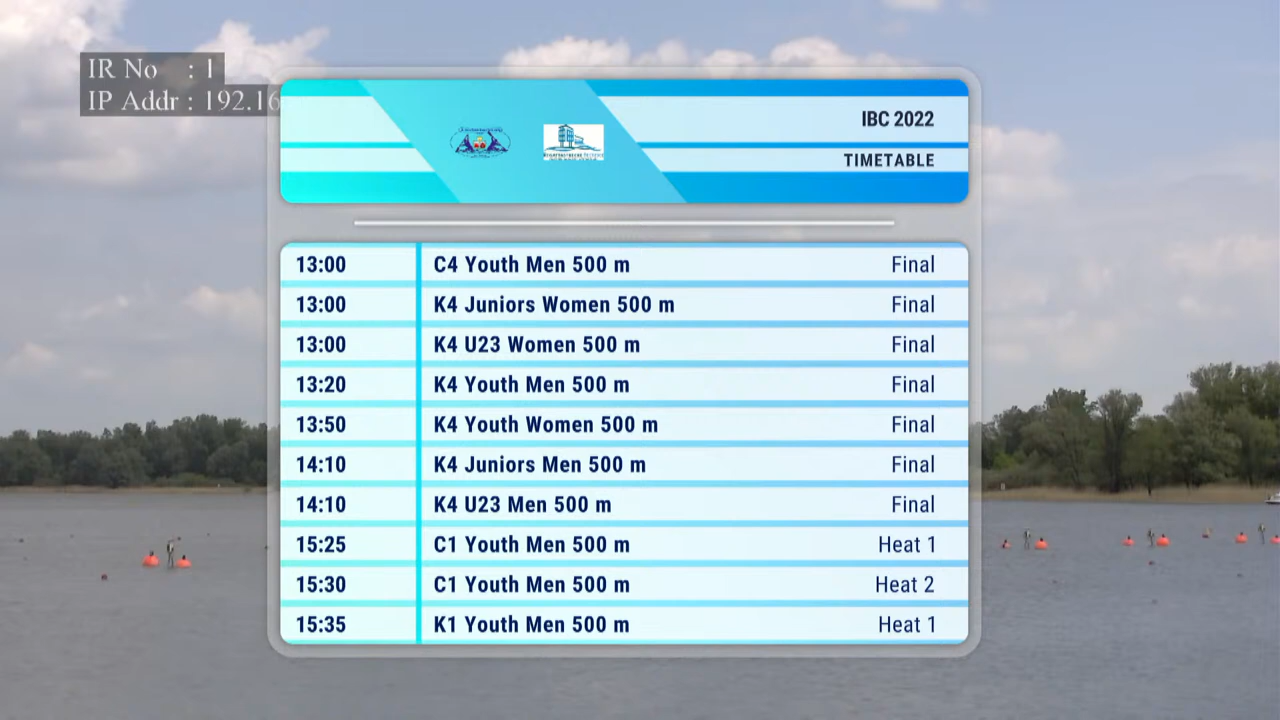 IR No : 1
IP Addr : 192.16
IBC 2022
TIMETABLE
13:00 C4 Youth Men 500 m Final
13:00 K4 Juniors Women 500 m Final
13:00 K4 U23 Women 500 m Final
13:20 K4 Youth Men 500 m Final
13:50 K4 Youth Women 500 m Final
14:10 K4 Juniors Men 500 m Final
14:10 K4 U23 Men 500 m Final
15:25 C1 Youth Men 500 m Heat 1
15:30 C1 Youth Men 500 m Heat 2
15:35 K1 Youth Men 500 m Heat 1